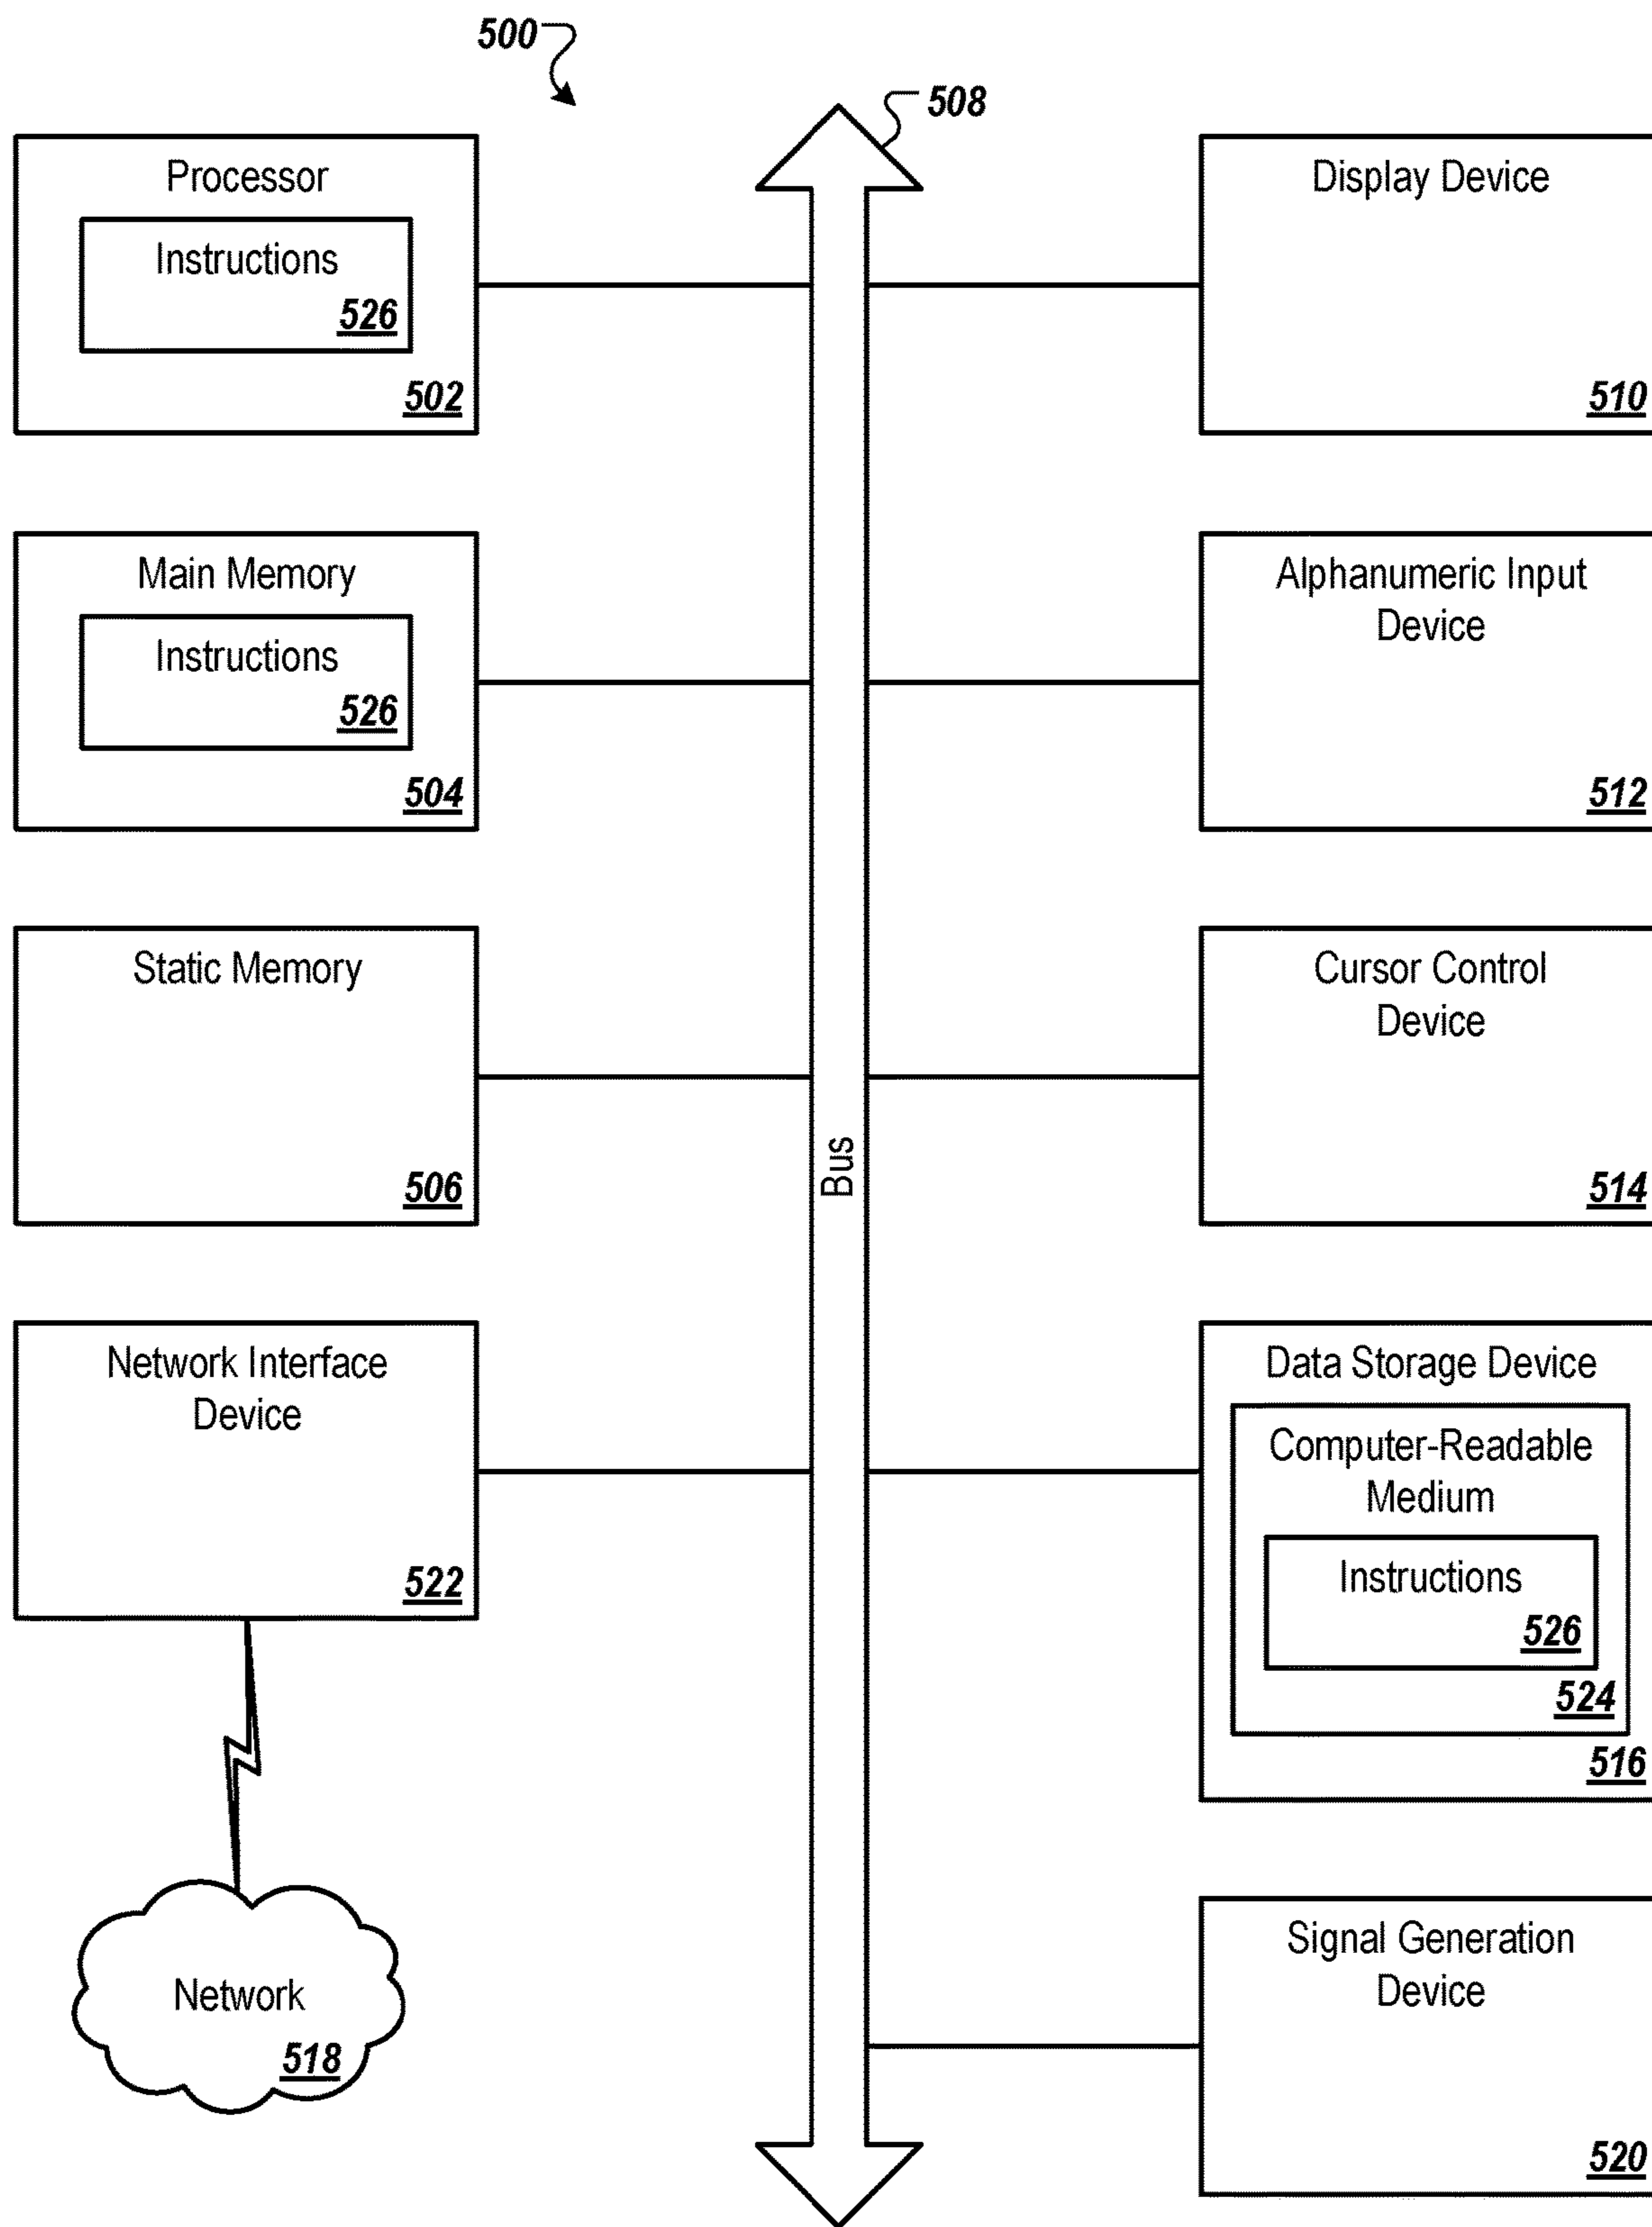 500
508
Processor
Instructions
526
502
Display Device
510
Main Memory
Instructions
526
504
Alphanumeric Input
Device
512
Static Memory
506
Cursor Control
Device
514
Bus
Network Interface
Device
522
Data Storage Device
Computer-Readable
Medium
Instructions
526
524
516
Network
518
Signal Generation
Device
520